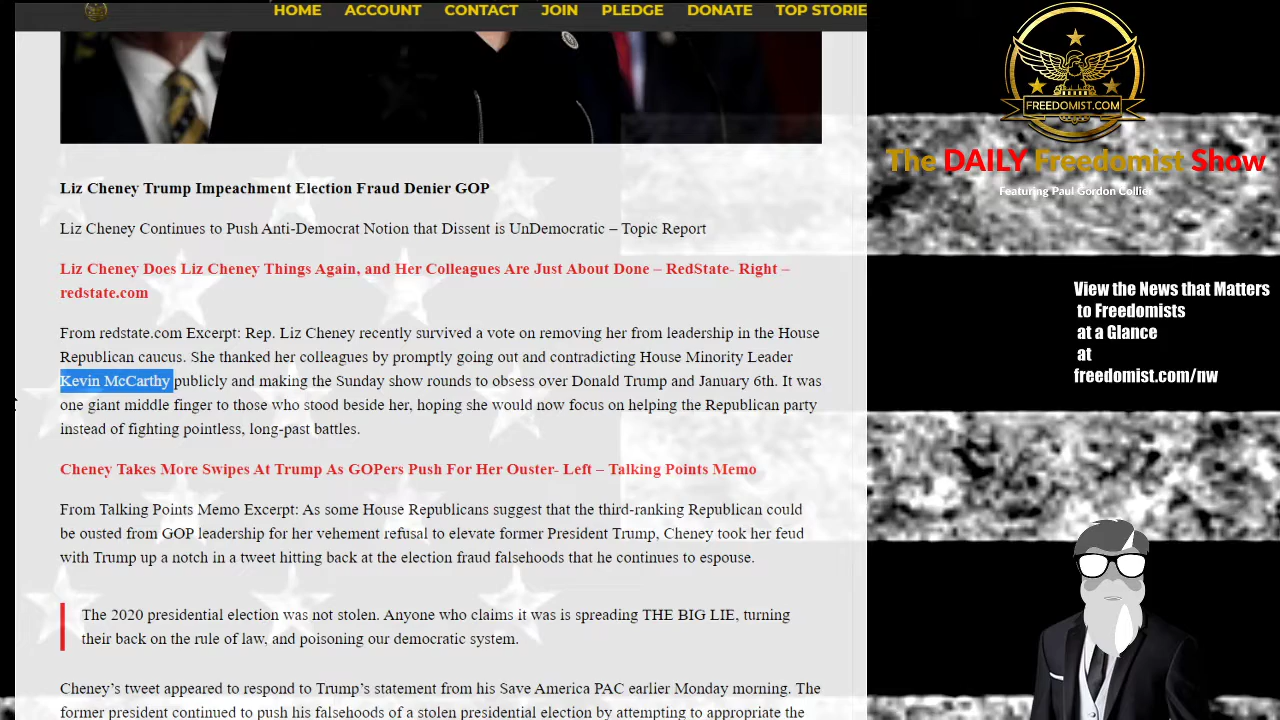 HOME ACCOUNT CONTACT JOIN PLEDGE DONATE TOP STORIE
Liz Cheney Trump Impeachment Election Fraud Denier GOP
Liz Cheney Continues to Push Anti-Democrat Notion that Dissent is UnDemocratic – Topic Report
Liz Cheney Does Liz Cheney Things Again, and Her Colleagues Are Just About Done – RedState- Right –
redstate.com
From redstate.com Excerpt: Rep. Liz Cheney recently survived a vote on removing her from leadership in the House
Republican caucus. She thanked her colleagues by promptly going out and contradicting House Minority Leader
Kevin McCarthy publicly and making the Sunday show rounds to obsess over Donald Trump and January 6th. It was
one giant middle finger to those who stood beside her, hoping she would now focus on helping the Republican party
instead of fighting pointless, long-past battles.
Cheney Takes More Swipes At Trump As GOPers Push For Her Ouster- Left – Talking Points Memo
From Talking Points Memo Excerpt: As some House Republicans suggest that the third-ranking Republican could
be ousted from GOP leadership for her vehement refusal to elevate former President Trump, Cheney took her feud
with Trump up a notch in a tweet hitting back at the election fraud falsehoods that he continues to espouse.
The 2020 presidential election was not stolen. Anyone who claims it was is spreading THE BIG LIE, turning
their back on the rule of law, and poisoning our democratic system.
Cheney's tweet appeared to respond to Trump's statement from his Save America PAC earlier Monday morning. The
former president continued to push his falsehoods of a stolen presidential election by attempting to appropriate the
FREEDOMIST.COM
The DAILY Freedomist Show
Featuring Paul Gordon Collie
View the News that Matters
to Freedomists
at a Glance
at
freedomist.com/nw